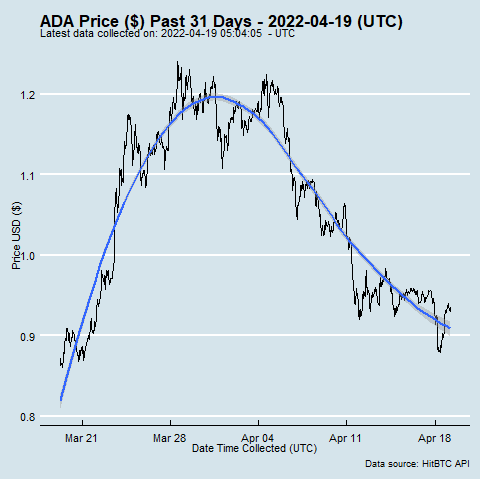 ADA Price ($) Past 31 Days - 2022-04-19 (UTC)
Latest data collected on: 2022-04-19 05:04:05 - UTC
1.2
1.1
1.0
0.9
0.8
Price USD ($)
Mar 21 Mar 28 Apr 04 Apr 11 Apr 18
Date Time Collected (UTC)
Data source: HitBTC API